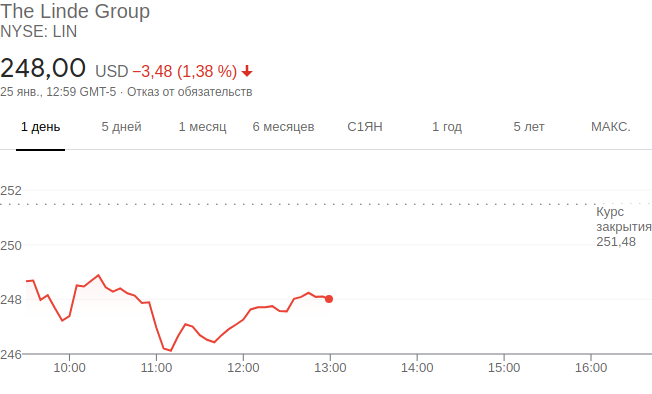 The Linde Group
NYSE: LIN
248,00 USD −3,48 (1,38 %)
25 янв., 12:59 GMT-5 · Отказ от обязательств
1 день 5 дней 1 месяц 6 месяцев С1ЯН 1 год 5 лет МАКС.
252
Курс
закрытия
251,48
250
248
246
10:00 11:00 12:00 13:00 14:00 15:00 16:00